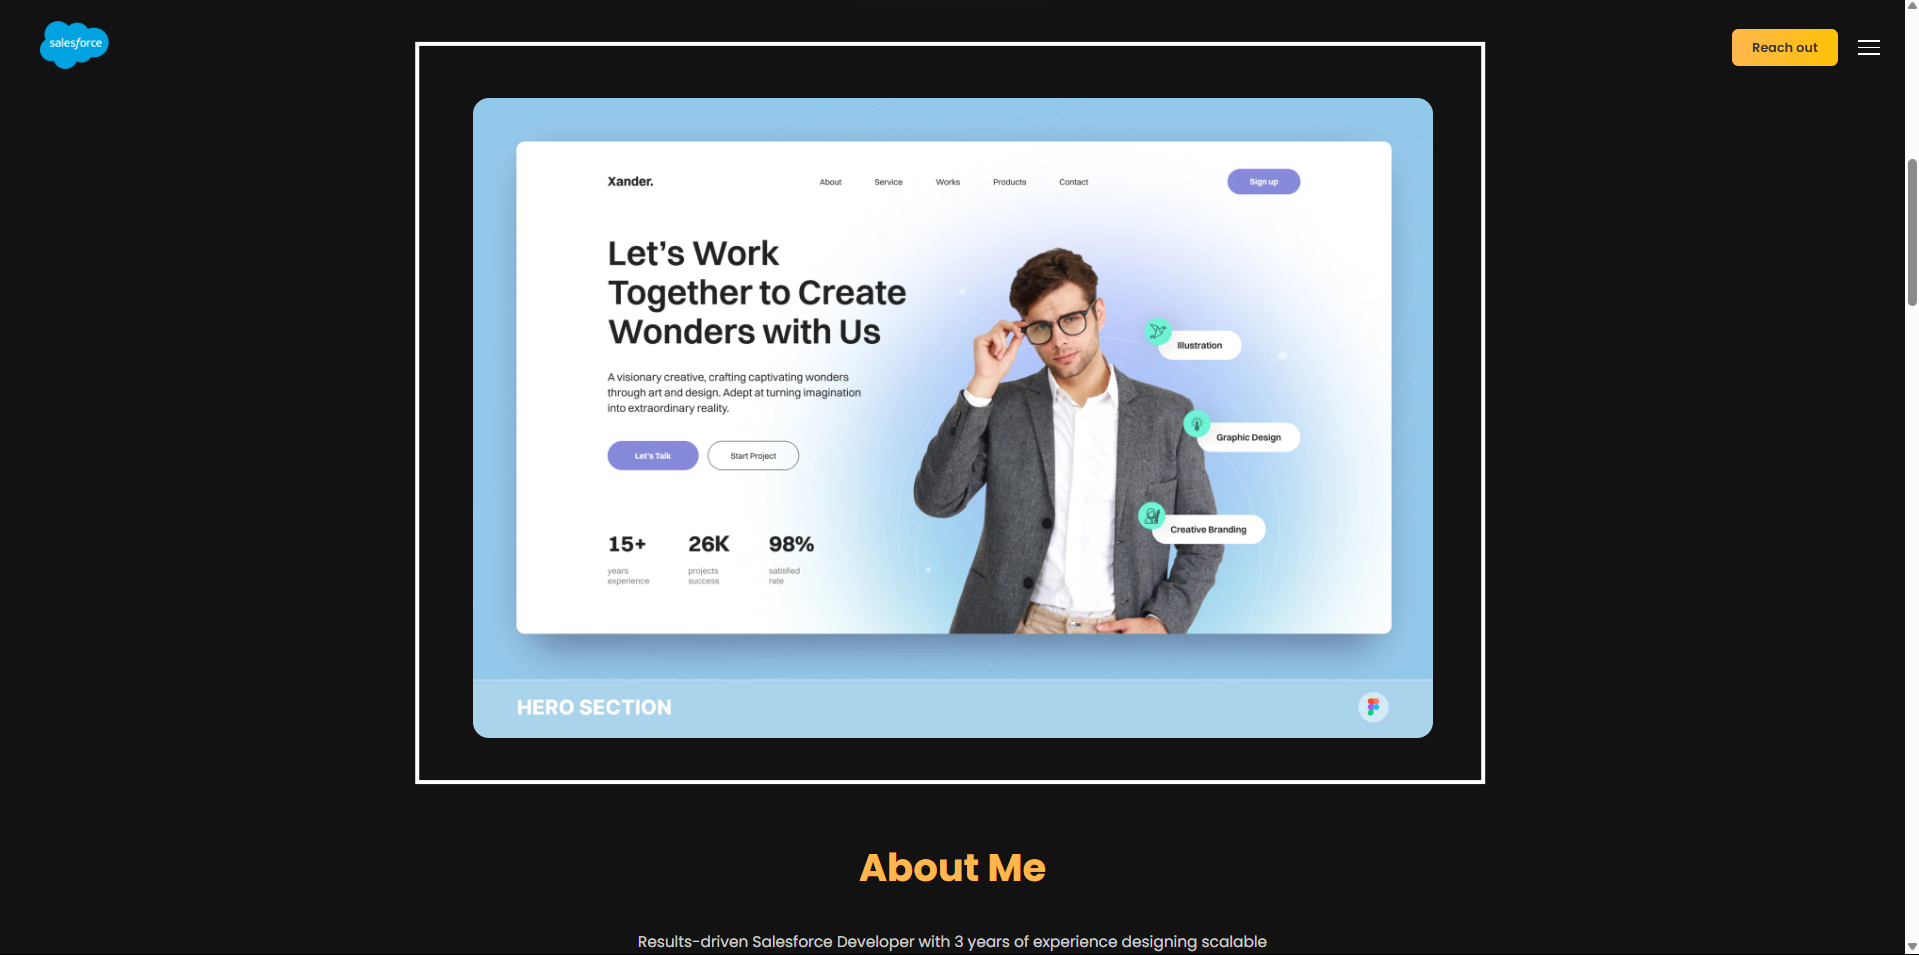 salesforce
Reach out
Xander.
About Service Works Products Contact
Sign up
Let's Work
Together to Create
Wonders with Us
A visionary creative, crafting captivating wonders
through art and design. Adept at turning imagination
into extraordinary reality.
Let's Talk
Start Project
15+
years
experience
26K
projects
success
98%
satisfied
rate
Illustration
Graphic Design
Creative Branding
HERO SECTION
About Me
Results-driven Salesforce Developer with 3 years of experience designing scalable